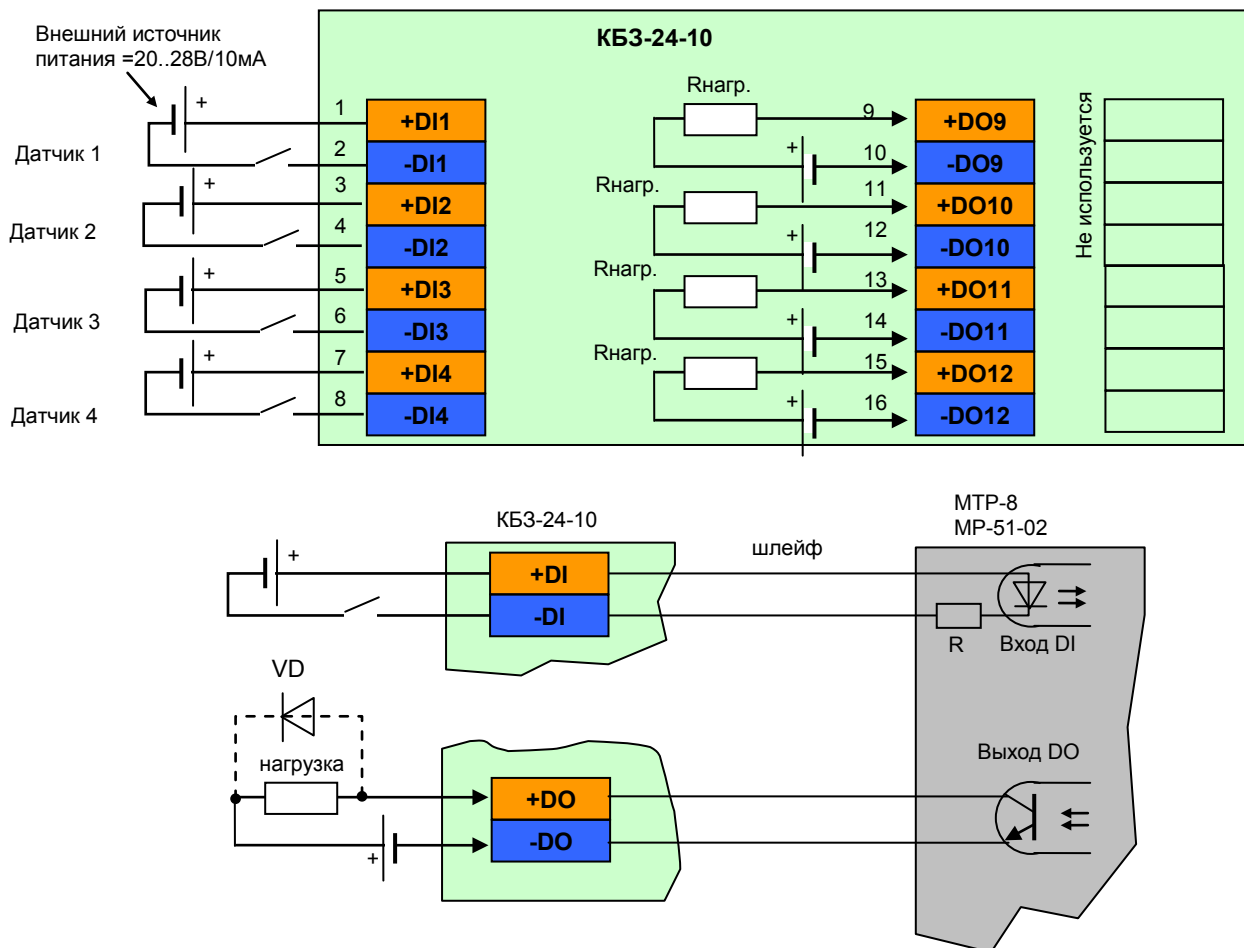 Внешний источник
питания =20..28В/10мА
КБЗ-24-10
Rнагр.
Не используется
+
1
+DI1
9
+DO9
Датчик 1
2
-DI1
+
10
-DO9
+
3
+DI2
Rнагр.
11
+DO10
Датчик 2
4
-DI2
+
12
-DO10
+
5
+DI3
Rнагр.
13
+DO11
Датчик 3
6
-DI3
+
14
-DO11
+
7
+DI4
Rнагр.
15
+DO12
Датчик 4
8
-DI4
+
16
-DO12
МТР-8
МР-51-02
КБЗ-24-10
шлейф
+
+DI
-DI
R
Вход DI
VD
нагрузка
Выход DO
+DO
-DO
+